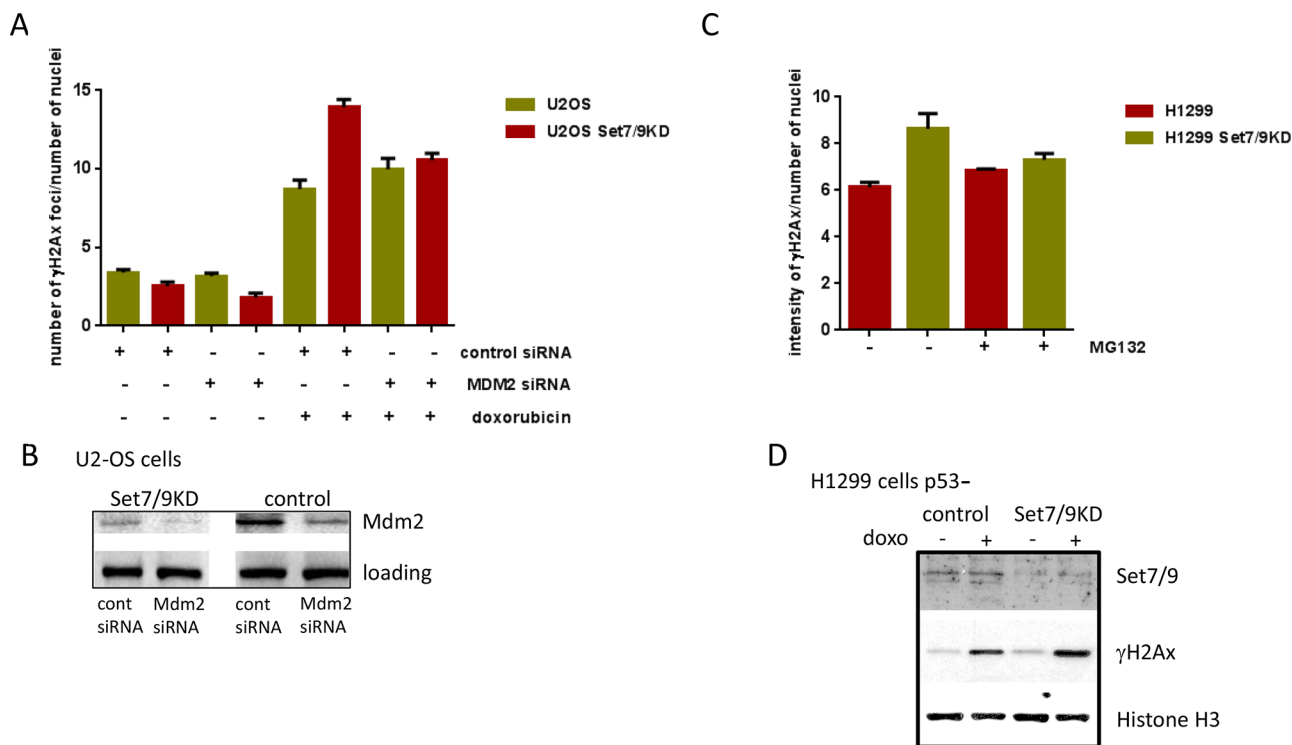 A
number of γH2Ax foci/number of nuclei
15
10
5
0
U2OS
U2OS Set7/9KD
+ + - - + + - - control siRNA
- - + + - - + + MDM2 siRNA
- - - - + + + + doxorubicin
C
intensity of γH2Ax/number of nuclei
10
8
6
4
2
0
H1299
H1299 Set7/9KD
- - + + MG132
B
U2-OS cells
Set7/9KD control
Mdm2
loading
cont Mdm2 cont Mdm2
siRNA siRNA siRNA siRNA
D
H1299 cells p53–
control Set7/9KD
doxo - + - +
Set7/9
γH2Ax
Histone H3